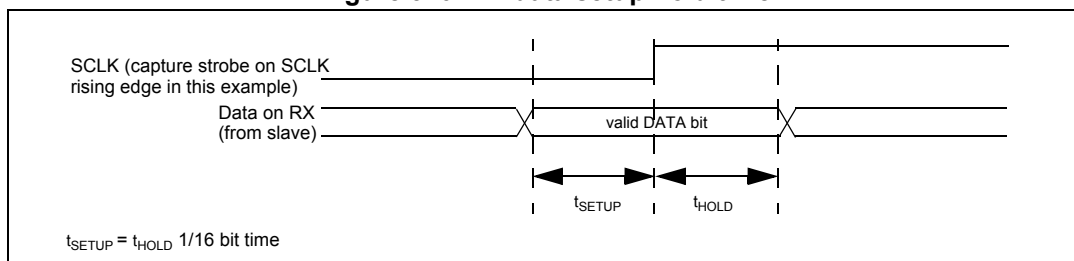 SCLK (capture strobe on SCLK
rising edge in this example)
Data on RX
(from slave)
valid DATA bit
tSETUP
tHOLD
tSETUP = tHOLD 1/16 bit time